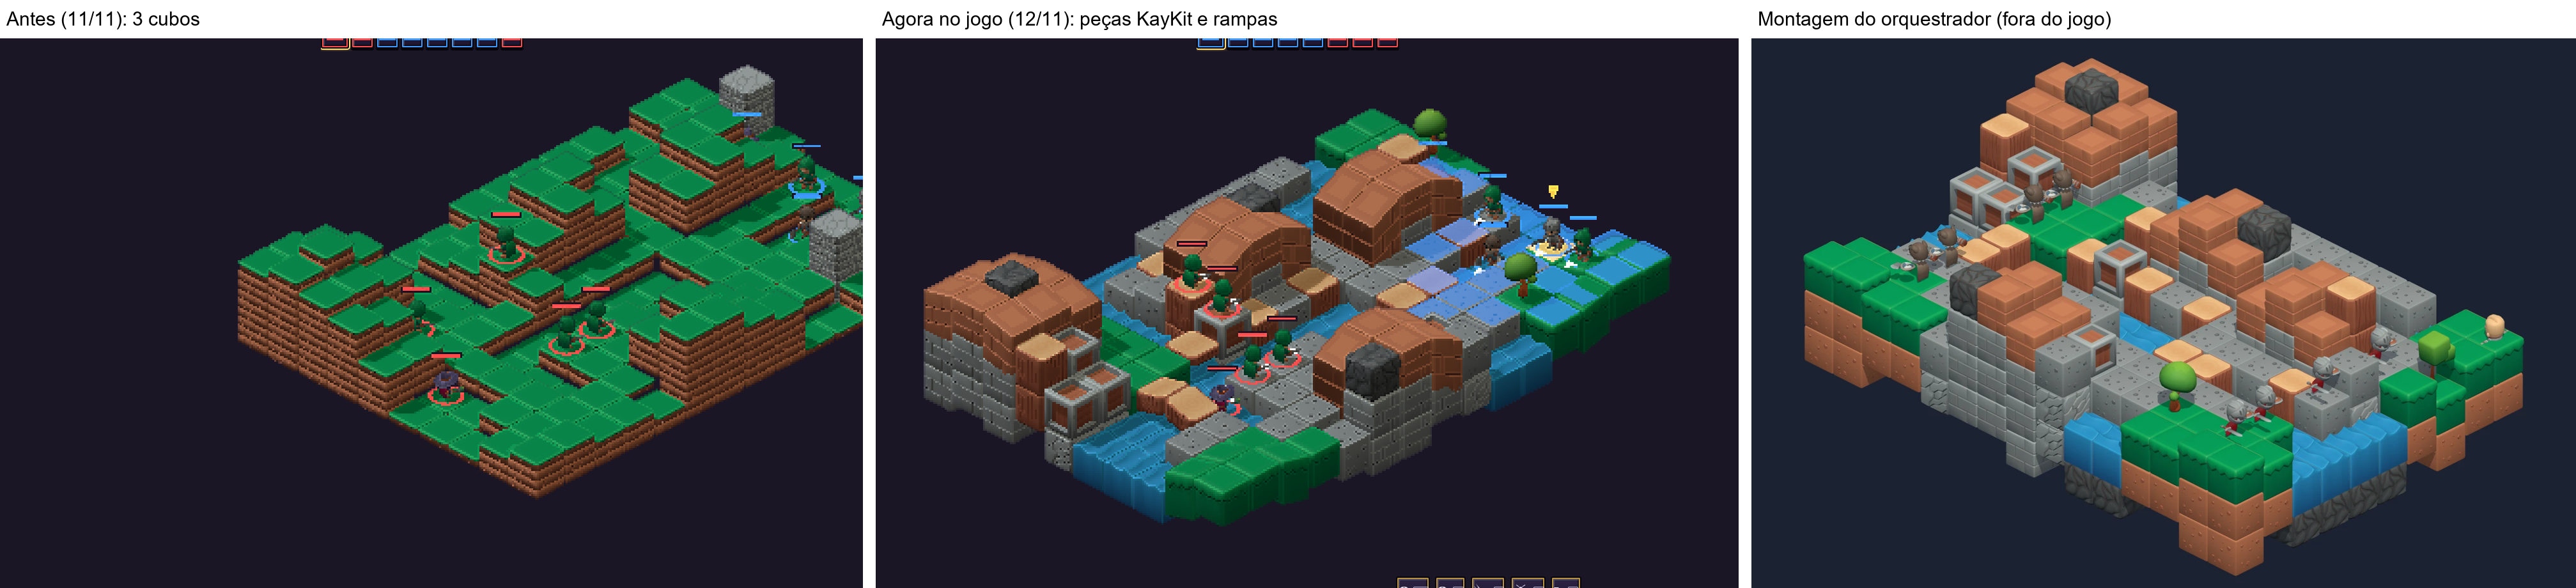 Antes (11/11): 3 cubos
Agora no jogo (12/11): peças KayKit e rampas
Montagem do orquestrador (fora do jogo)